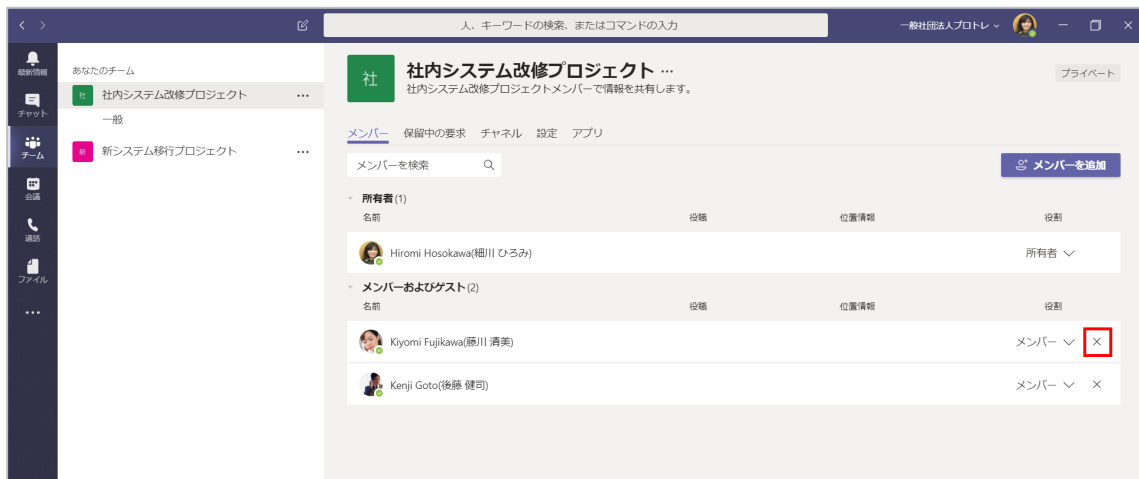 人、キーワードの検索、またはコマンドの入力
一般社団法人プロトレ
最新情報
チャット
チーム
会議
通話
ファイル
あなたのチーム
社 社内システム改修プロジェクト …
一般
新 新システム移行プロジェクト …
社 社内システム改修プロジェクト …
社内システム改修プロジェクトメンバーで情報を共有します。
プライベート
メンバー 保留中の要求 チャネル 設定 アプリ
メンバーを検索
メンバーを追加
所有者(1)
名前 役職 位置情報 役割
Hiromi Hosokawa(細川 ひろみ) 所有者
メンバーおよびゲスト(2)
名前 役職 位置情報 役割
Kiyomi Fujikawa(藤川 清美) メンバー
Kenji Goto(後藤 健司) メンバー